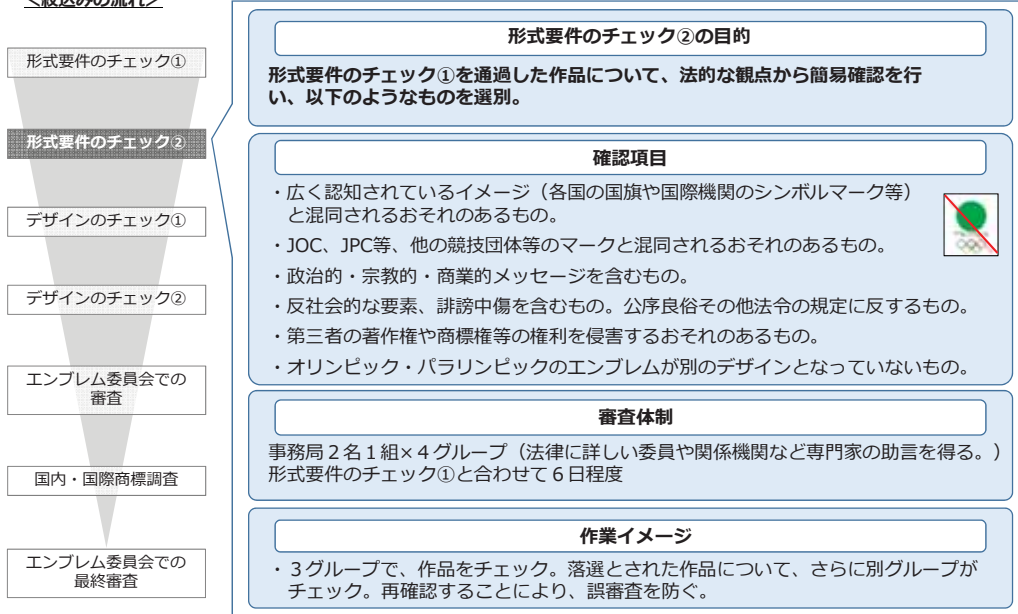 <絞込みの流れ>
形式要件のチェック①
形式要件のチェック②
デザインのチェック①
デザインのチェック②
エンブレム委員会での
審査
国内・国際商標調査
エンブレム委員会での
最終審査
形式要件のチェック②の目的
形式要件のチェック①を通過した作品について、法的な観点から簡易確認を行
い、以下のようなものを選別。
確認項目
・広く認知されているイメージ（各国の国旗や国際機関のシンボルマーク等）
と混同されるおそれのあるもの。
・JOC、JPC等、他の競技団体等のマークと混同されるおそれのあるもの。
・政治的・宗教的・商業的メッセージを含むもの。
・反社会的な要素、誹謗中傷を含むもの。公序良俗その他法令の規定に反するもの。
・第三者の著作権や商標権等の権利を侵害するおそれのあるもの。
・オリンピック・パラリンピックのエンブレムが別のデザインとなっていないもの。
審査体制
事務局２名１組×４グループ（法律に詳しい委員や関係機関など専門家の助言を得る。）
形式要件のチェック①と合わせて６日程度
作業イメージ
・３グループで、作品をチェック。落選とされた作品について、さらに別グループが
チェック。再確認することにより、誤審査を防ぐ。